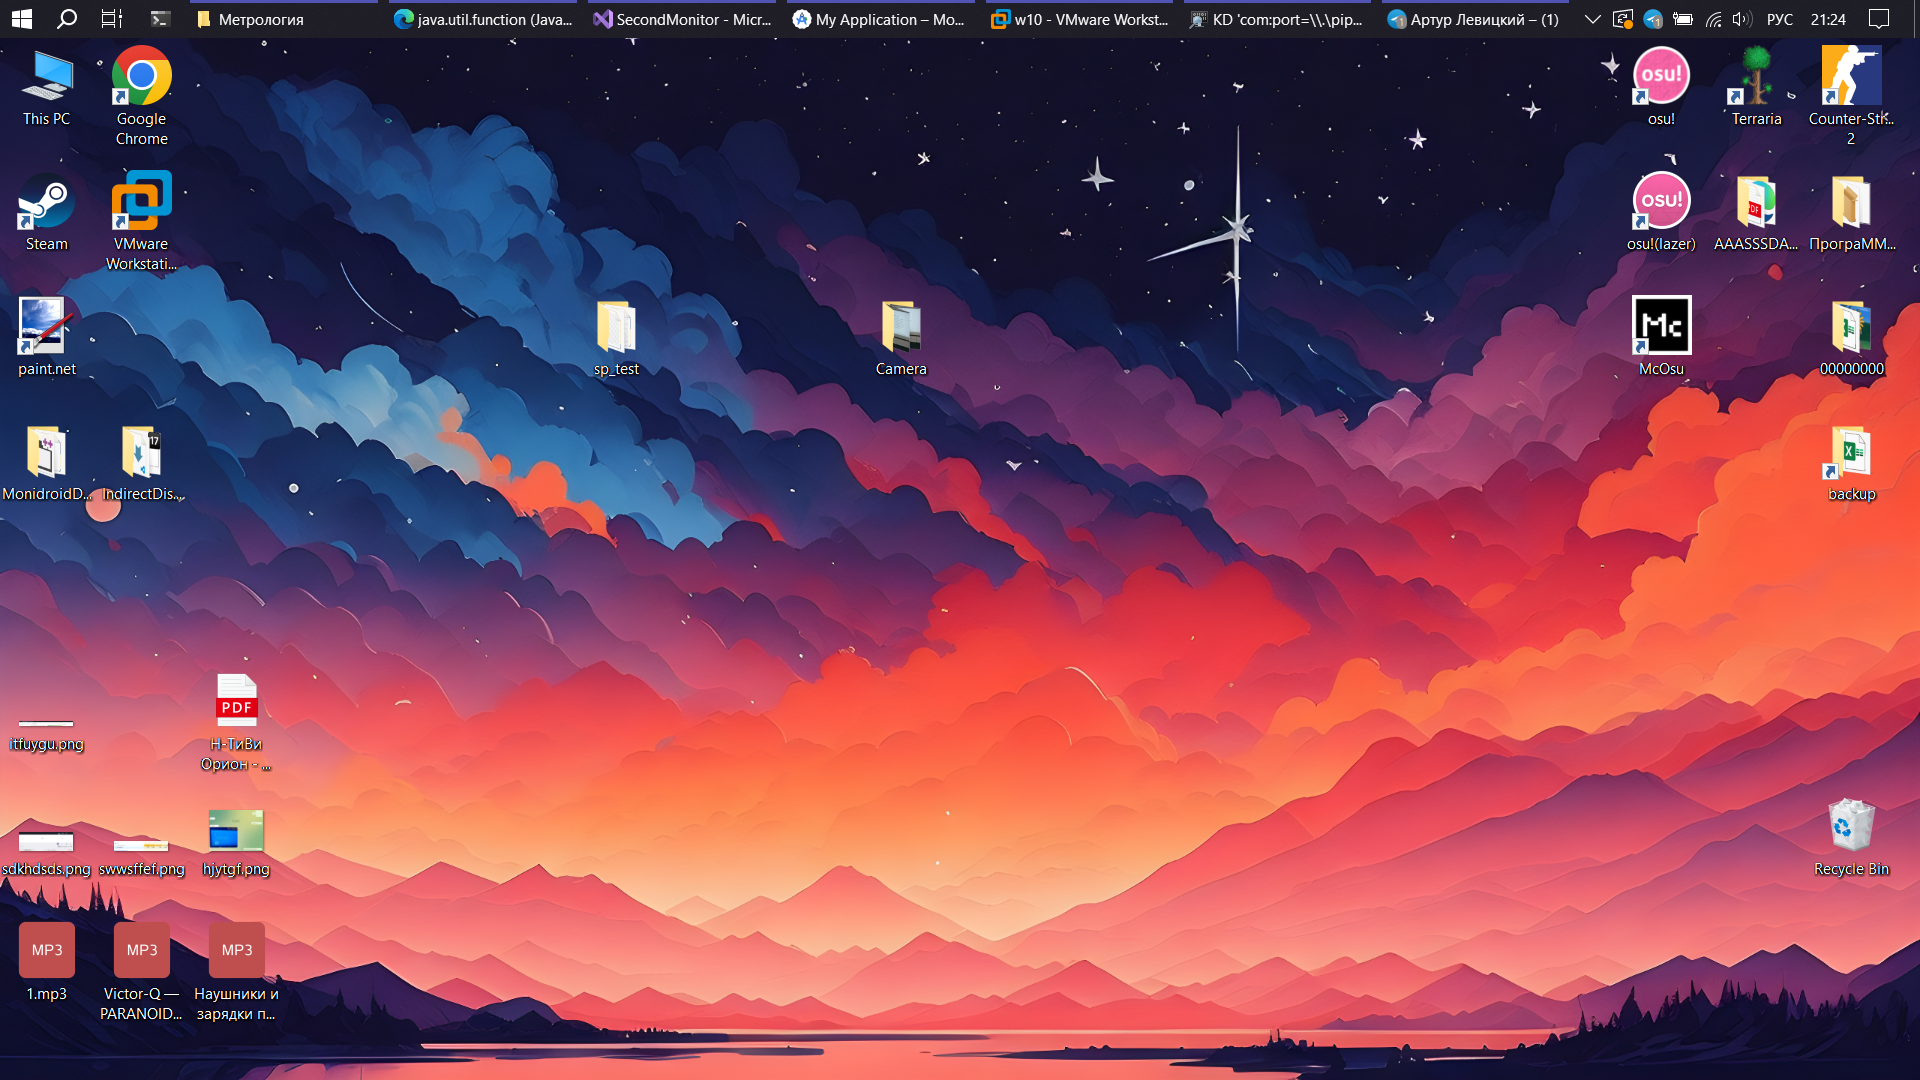 Метрология
java.util.function (Java...
SecondMonitor - Micr...
My Application – Mo...
w10 - VMware Workst...
KD 'com:port=\\.\pip...
Артур Левицкий – (1)
РУС
21:24
This PC
Google
Chrome
osu!
Terraria
Counter-Str...
2
Steam
VMware
Workstati...
osu!
osu!(lazer)
PDF
AAASSSDA...
ПрограММ...
paint.net
sp_test
Camera
Mc
McOsu
00000000
MonidroidD...
17
IndirectDis...
backup
itfuygu.png
PDF
Н-ТиВи
Орион - ...
sdkhdsds.png
swwsffef.png
hjytgf.png
Recycle Bin
MP3
1.mp3
MP3
Victor-Q —
PARANOID...
MP3
Наушники и
зарядки п...